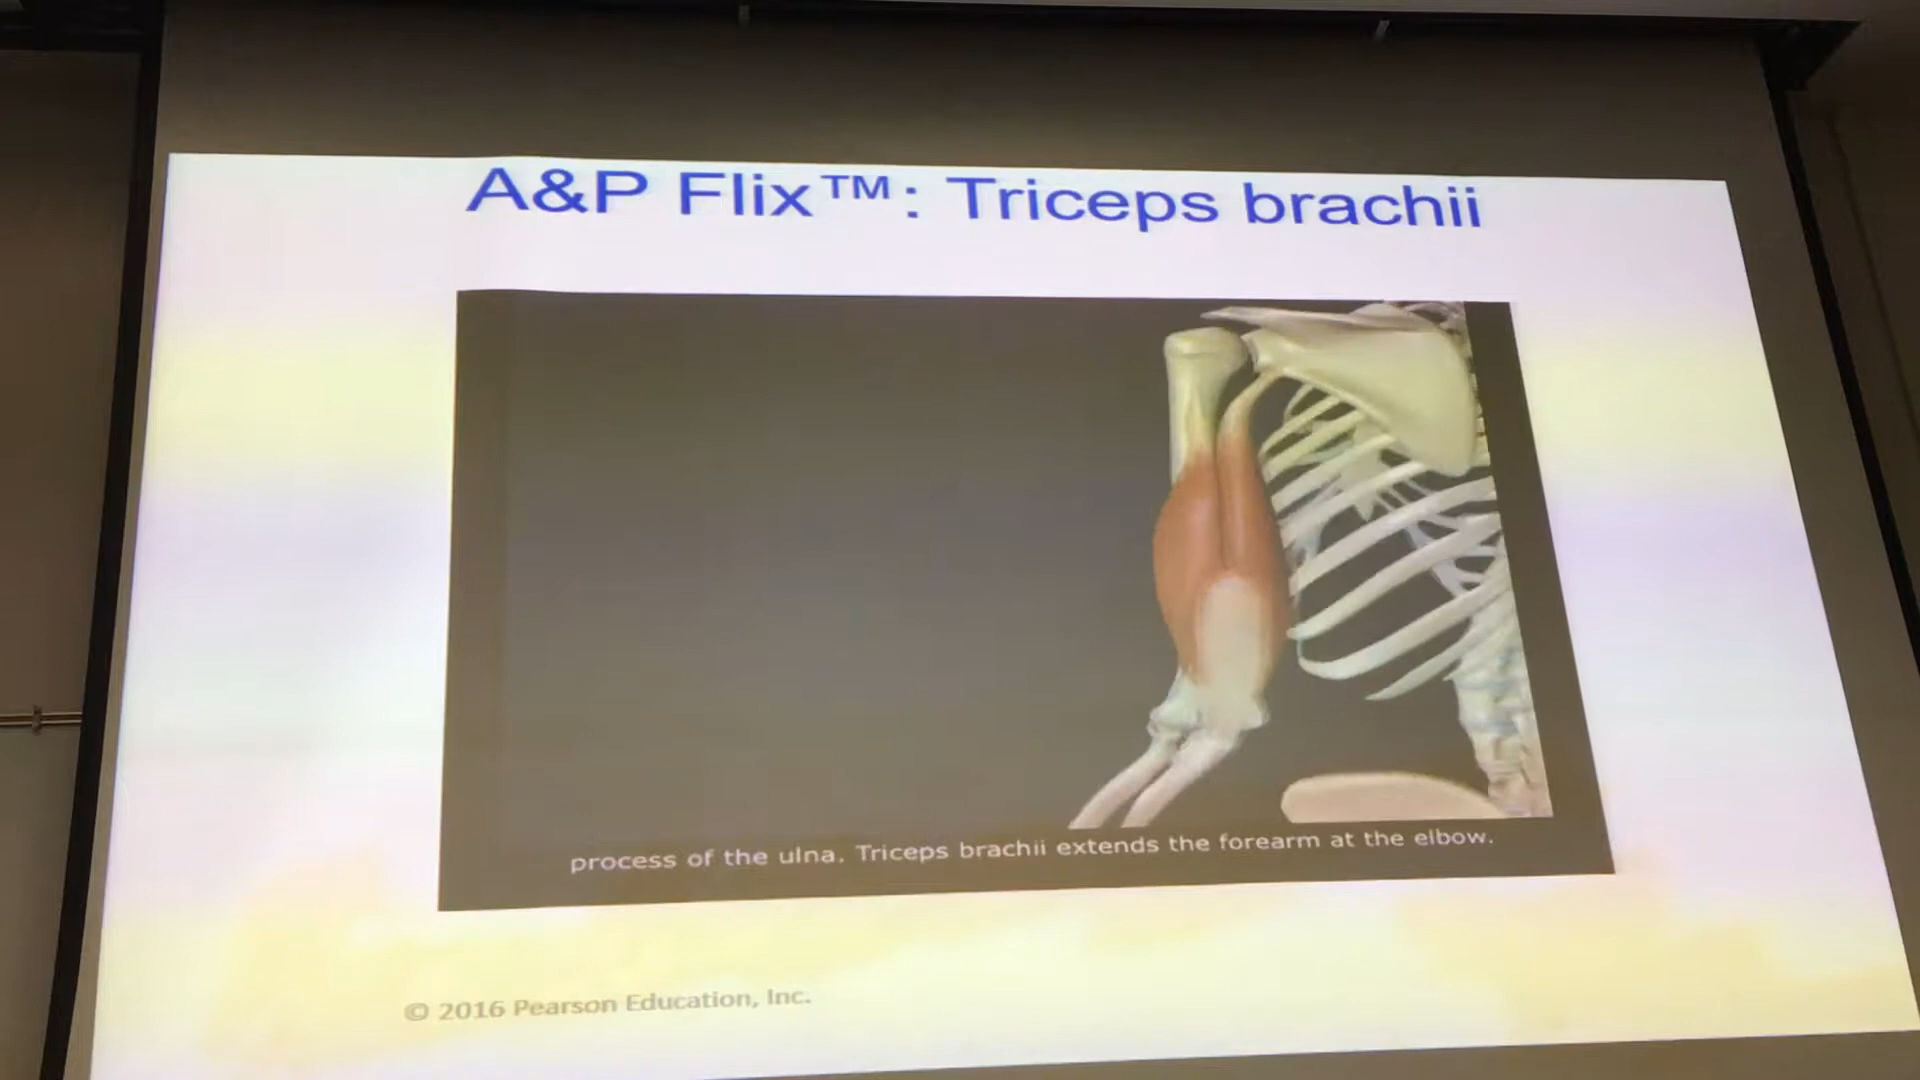 A&P Flix™: Triceps brachii
process of the ulna. Triceps brachii extends the forearm at the elbow.
© 2016 Pearson Education, Inc.